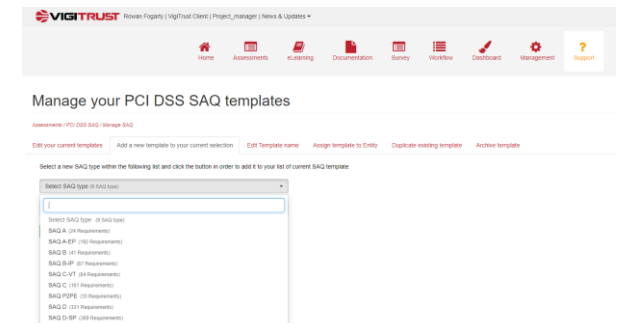 VIGITRUST Rowan Fogarty | VigiTrust Client | Project_manager | News & Updates
Home Assessments eLearning Documentation Survey Workflow Dashboard Management Support
Manage your PCI DSS SAQ templates
Assessments / PCI DSS SAQ / Manage SAQ
Edit your current templates Add a new template to your current selection Edit Template name Assign template to Entity Duplicate existing template Archive template
Select a new SAQ type within the following list and click the button in order to add it to your list of current SAQ template.
Select SAQ type (9 SAQ type)
Select SAQ type (9 SAQ type)
SAQ A (24 Requirements)
SAQ A-EP (192 Requirements)
SAQ B (41 Requirements)
SAQ B-IP (87 Requirements)
SAQ C-VT (84 Requirements)
SAQ C (161 Requirements)
SAQ P2PE (33 Requirements)
SAQ D (331 Requirements)
SAQ D-SP (369 Requirements)